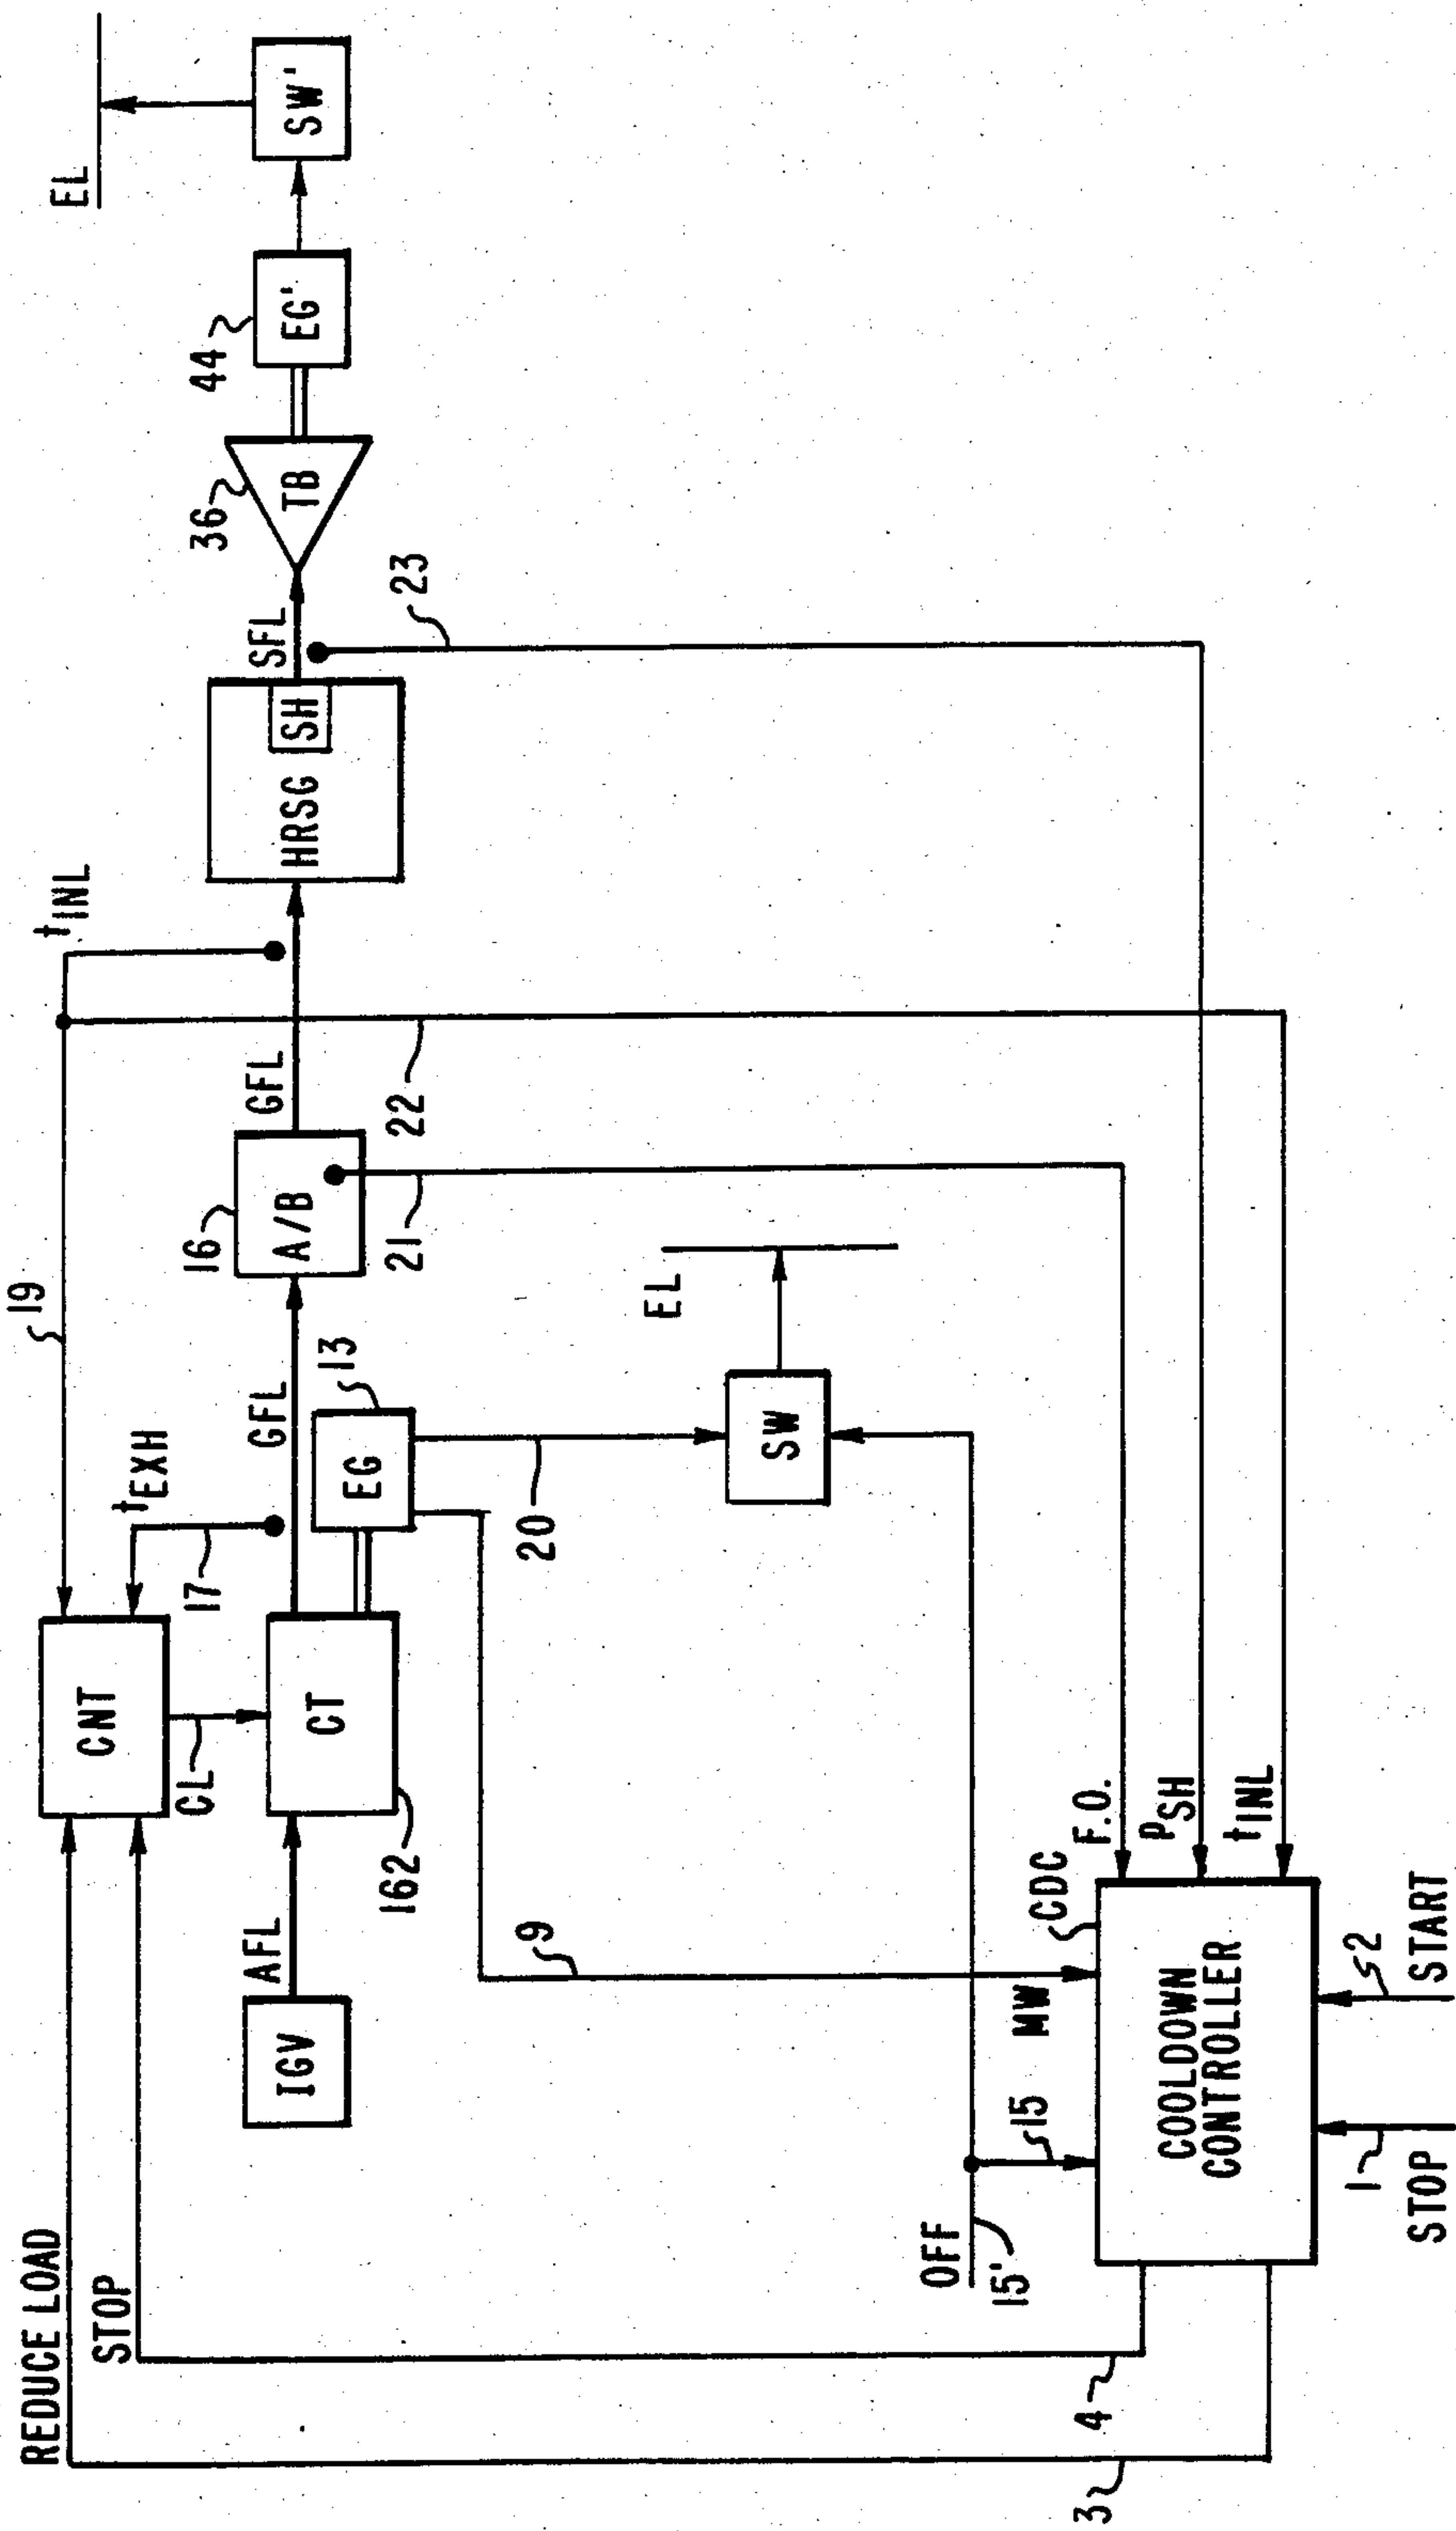 REDUCE LOAD
STOP
19
EL
tINL
tEXH
17
CNT
CL
IGV
AFL
CT
162
GFL
EG
13
16
A/B
GFL
HRSG
SH
SFL
36
TB
44
EG'
SW'
23
22
21
20
9
SW
EL
OFF
15'
15
MW
CDC
F.O.
PSH
tINL
COOLDOWN
CONTROLLER
4
3
1
STOP
2
START